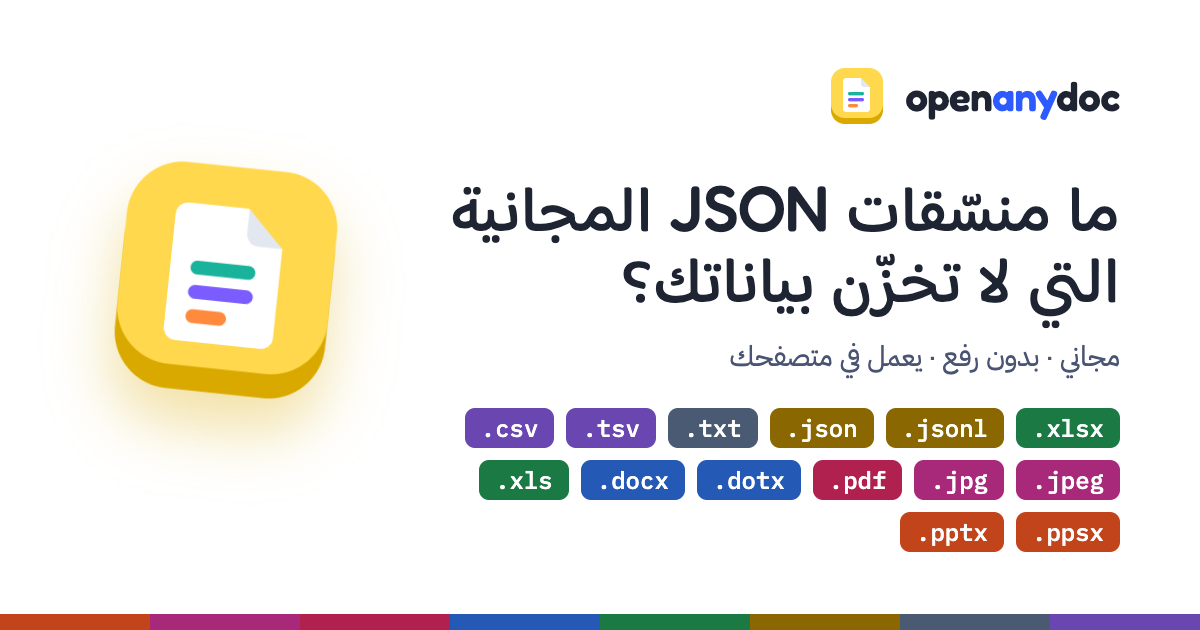 openanydoc
ما منسّقات JSON المجانية
التي لا تخزّن بياناتك؟
مجاني · بدون رفع · يعمل في متصفحك
.csv .tsv .txt .json .jsonl .xlsx
.xls .docx .dotx .pdf .jpg .jpeg
.pptx .ppsx